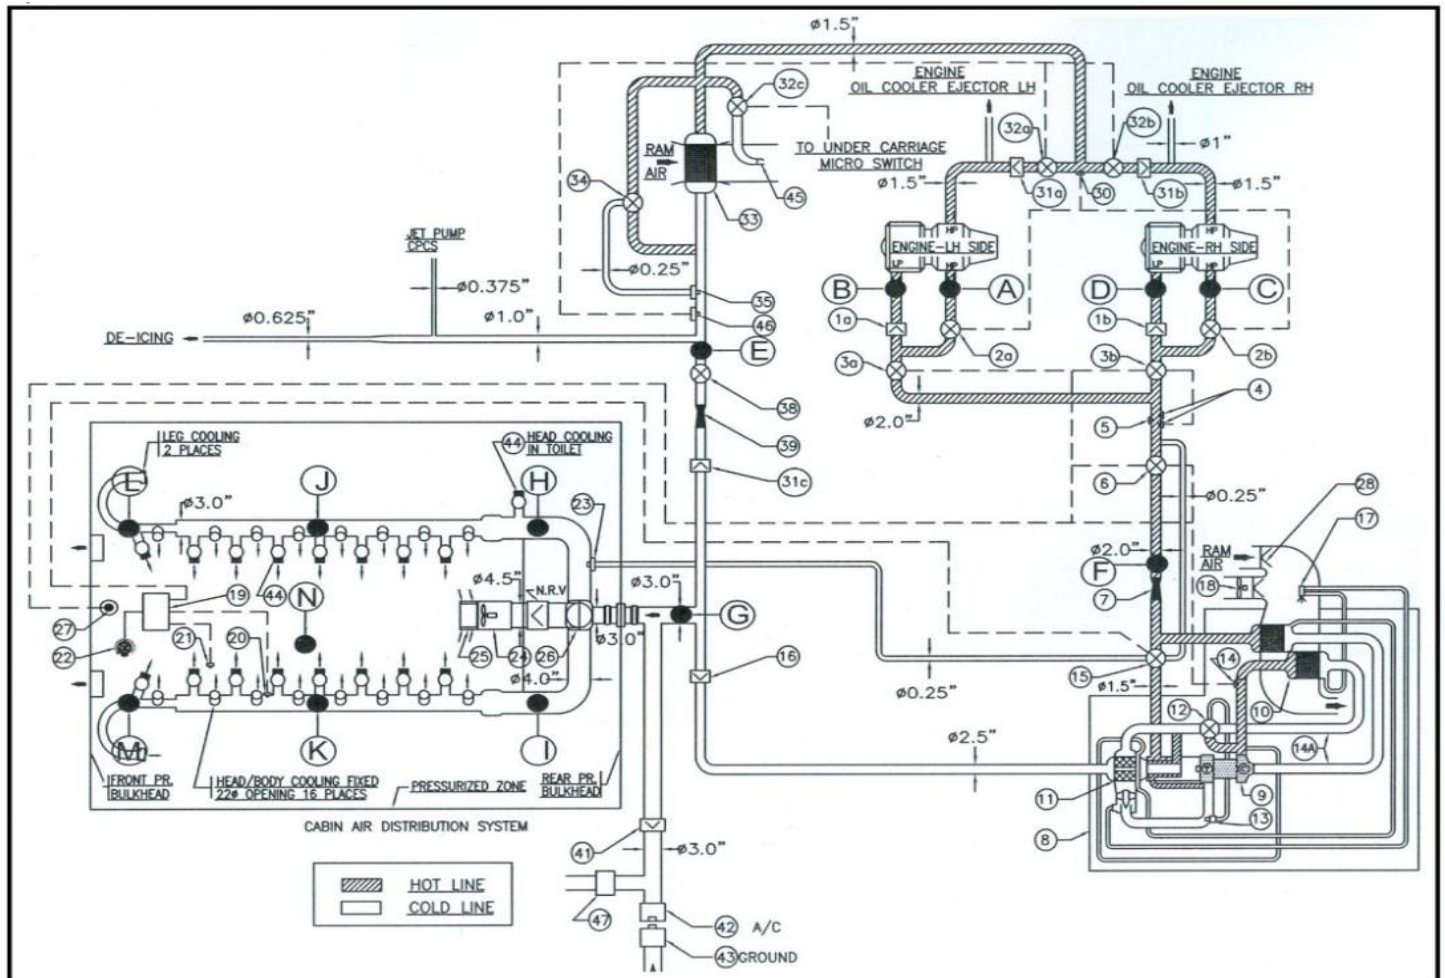 ø1.5"
ENGINE
OIL COOLER EJECTOR LH
ENGINE
OIL COOLER EJECTOR RH
32c
32a
32b
ø1"
RAM
AIR
TO UNDER CARRIAGE
MICRO SWITCH
34
45
33
ø1.5"
31a
30
31b
ø1.5"
JET PUMP
CPCS
HP
HP
ENGINE-LH SIDE
ENGINE-RH SIDE
LP
HP
LP
HP
ø0.25"
ø0.375"
35
B
A
D
C
ø0.625"
ø1.0"
46
1a
1b
DE-ICING
E
2a
2b
3a
3b
38
4
ø2.0"
5
39
LEG COOLING
2 PLACES
44
HEAD COOLING
IN TOILET
L
J
H
31c
23
6
ø0.25"
28
17
ø3.0"
ø2.0"
RAM
AIR
F
18
7
44
ø4.5"
N.R.V
ø3.0"
19
N
G
27
21
20
22
25
24
26
ø3.0"
16
15
14
ø4.0"
ø0.25"
ø1.5"
10
12
M
K
I
14A
ø2.5"
FRONT PR.
BULKHEAD
HEAD/BODY COOLING FIXED
22ø OPENING 16 PLACES
PRESSURIZED ZONE
REAR PR.
BULKHEAD
11
9
13
8
CABIN AIR DISTRIBUTION SYSTEM
41
ø3.0"
HOT LINE
COLD LINE
47
42 A/C
43 GROUND